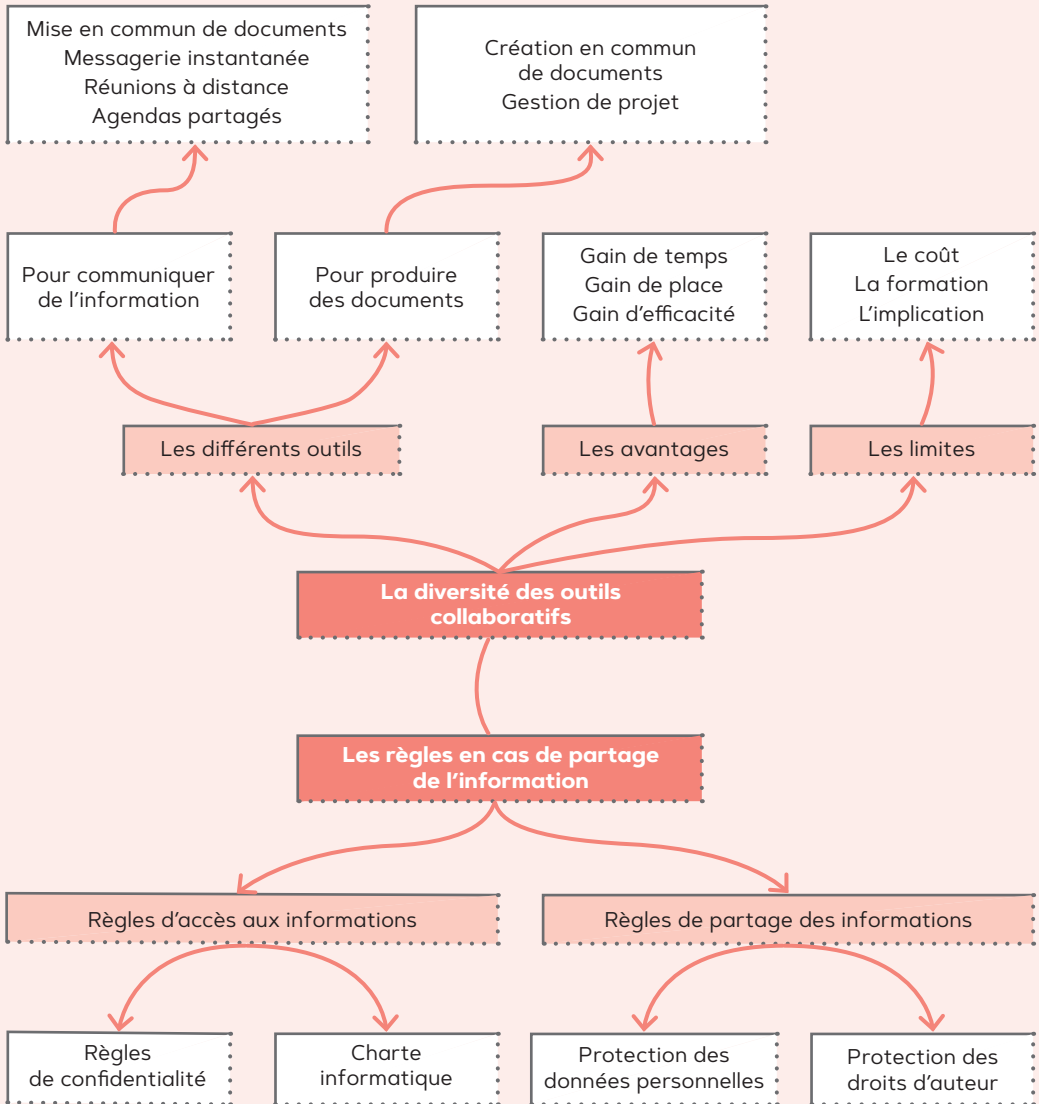 Mise en commun de documents
Messagerie instantanée
Réunions à distance
Agendas partagés
Création en commun
de documents
Gestion de projet
Pour communiquer
de l’information
Pour produire
des documents
Gain de temps
Gain de place
Gain d’efficacité
Le coût
La formation
L’implication
Les différents outils
Les avantages
Les limites
La diversité des outils
collaboratifs
Les règles en cas de partage
de l’information
Règles d’accès aux informations
Règles de partage des informations
Règles
de confidentialité
Charte
informatique
Protection des
données personnelles
Protection des
droits d’auteur